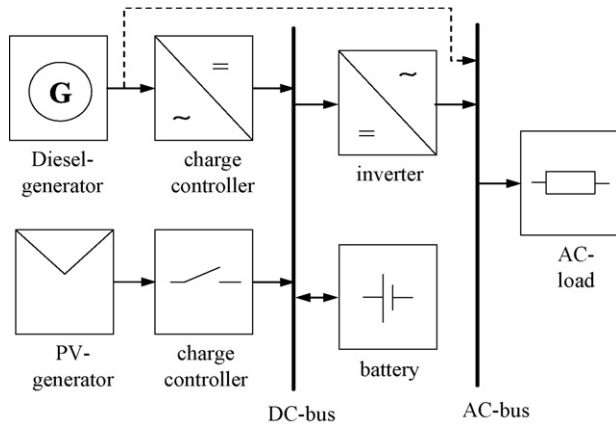 G
=
~
~
=
Diesel-
generator
charge
controller
inverter
AC-
load
PV-
generator
charge
controller
battery
DC-bus
AC-bus